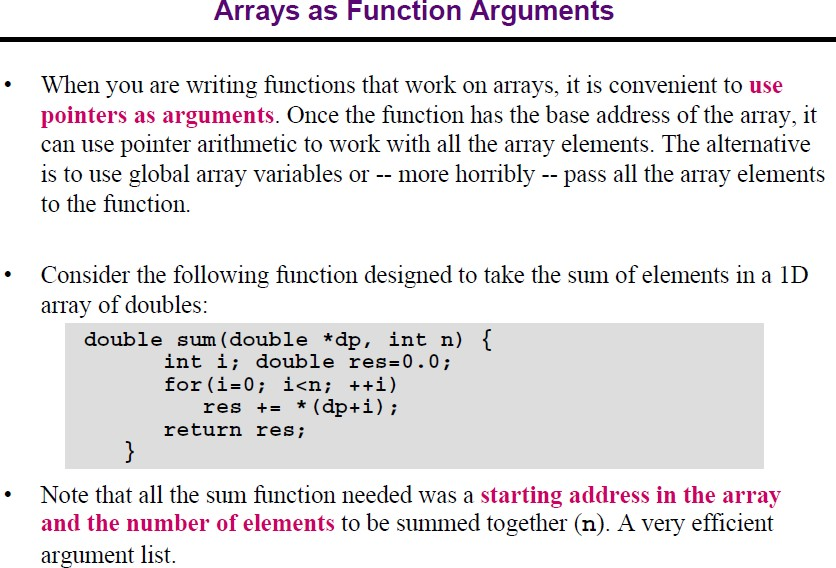 Arrays as Function Arguments
• When you are writing functions that work on arrays, it is convenient to use
pointers as arguments. Once the function has the base address of the array, it
can use pointer arithmetic to work with all the array elements. The alternative
is to use global array variables or -- more horribly -- pass all the array elements
to the function.
• Consider the following function designed to take the sum of elements in a 1D
array of doubles:
double sum(double *dp, int n) {
int i; double res=0.0;
for(i=0; i<n; ++i)
res += *(dp+i);
return res;
}
• Note that all the sum function needed was a starting address in the array
and the number of elements to be summed together (n). A very efficient
argument list.